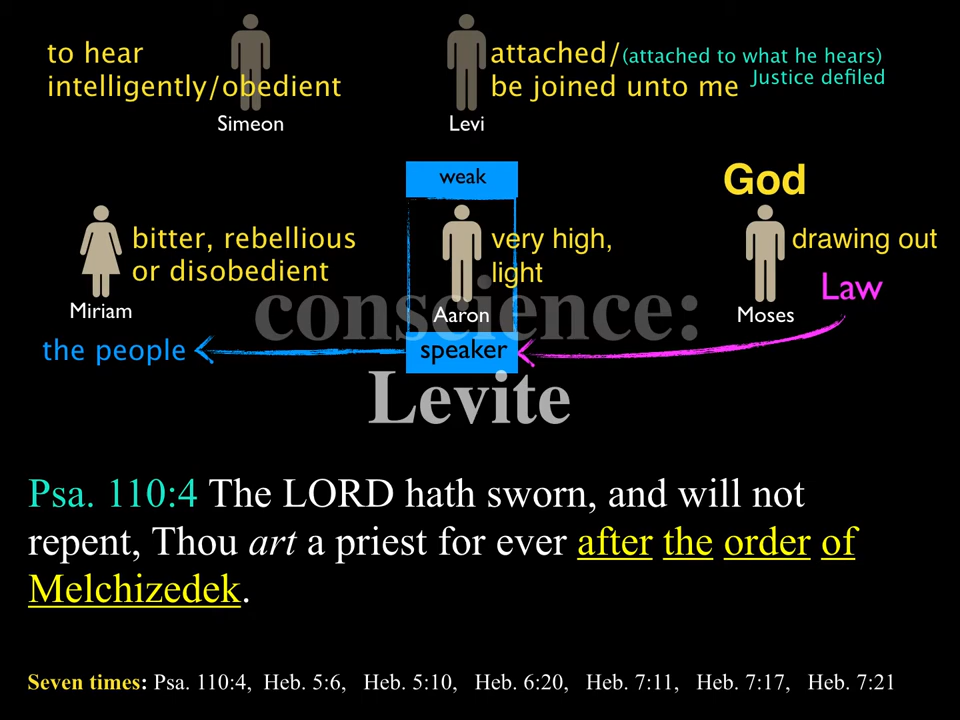 to hear
intelligently/obedient
Simeon
attached/(attached to what he hears)
Justice defiled
be joined unto me
Levi
weak
God
bitter, rebellious
or disobedient
very high,
light
drawing out
Law
Miriam
Aaron
Moses
conscience:
the people
speaker
Levite
Psa. 110:4 The LORD hath sworn, and will not
repent, Thou art a priest for ever after the order of
Melchizedek.
Seven times: Psa. 110:4, Heb. 5:6, Heb. 5:10, Heb. 6:20, Heb. 7:11, Heb. 7:17, Heb. 7:21